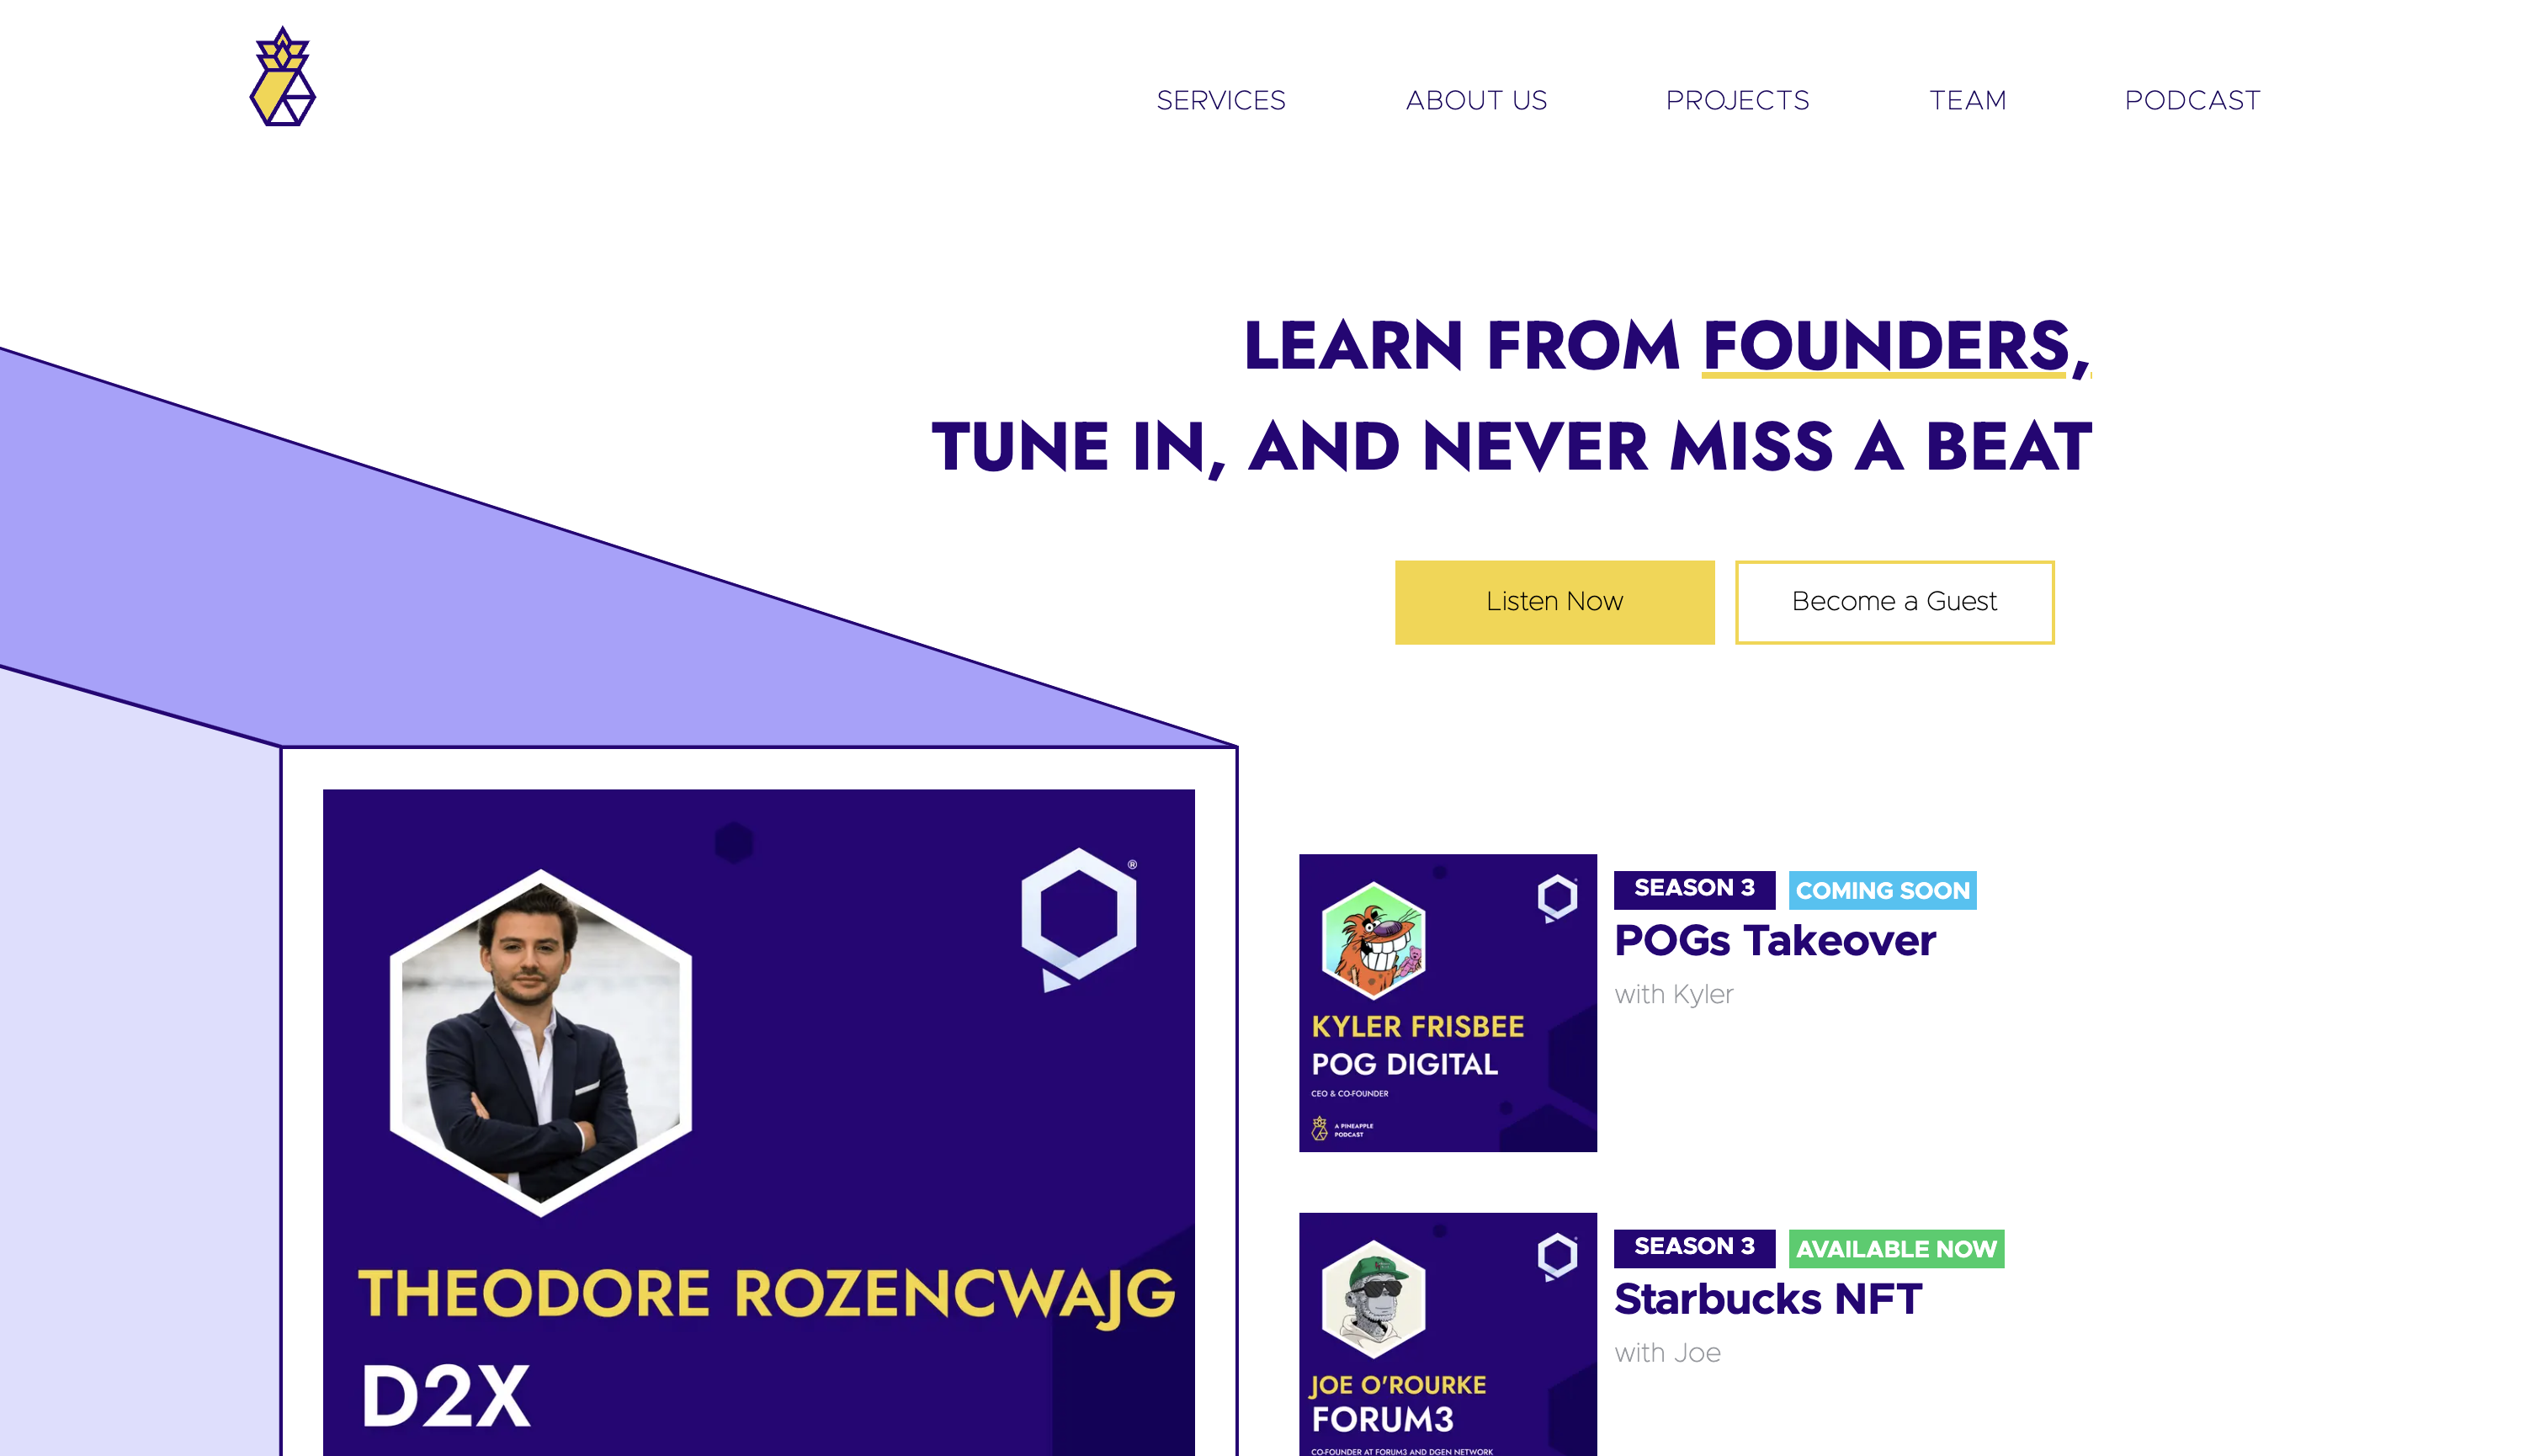 SERVICES ABOUT US PROJECTS TEAM PODCAST
LEARN FROM FOUNDERS,
TUNE IN, AND NEVER MISS A BEAT
Listen Now Become a Guest
®
THEODORE ROZENCWAJG
D2X
SEASON 3 COMING SOON
POGs Takeover
with Kyler
KYLER FRISBEE
POG DIGITAL
CEO & CO-FOUNDER
A PINEAPPLE
PODCAST
SEASON 3 AVAILABLE NOW
Starbucks NFT
with Joe
JOE O'ROURKE
FORUM3
CO-FOUNDER AT FORUM3 AND DGEN NETWORK